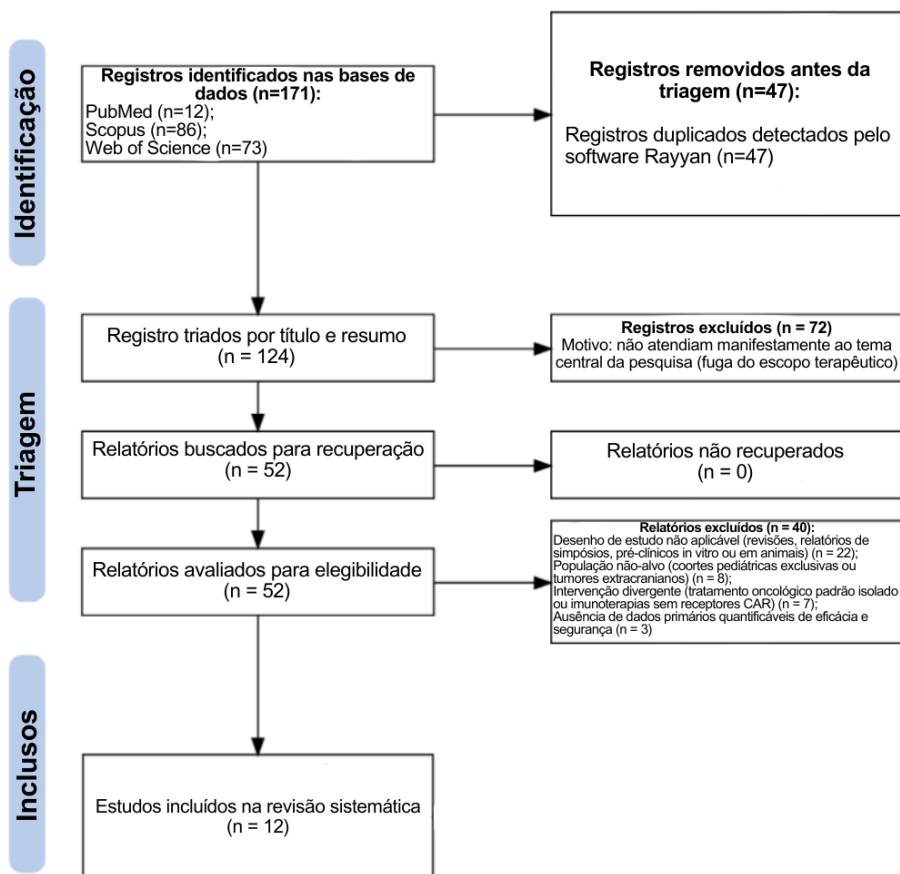 Identificação
Registros identificados nas bases de
dados (n=171):
PubMed (n=12);
Scopus (n=86);
Web of Science (n=73)
Registros removidos antes da
triagem (n=47):
Registros duplicados detectados pelo
software Rayyan (n=47)
Triagem
Registro triados por título e resumo
(n = 124)
Registros excluídos (n = 72)
Motivo: não atendiam manifestamente ao tema
central da pesquisa (fuga do escopo terapêutico)
Relatórios buscados para recuperação
(n = 52)
Relatórios não recuperados
(n = 0)
Relatórios avaliados para elegibilidade
(n = 52)
Relatórios excluídos (n = 40):
Desenho de estudo não aplicável (revisões, relatórios de
simpósios, pré-clínicos in vitro ou em animais) (n = 22);
População não-alvo (coortes pediátricas exclusivas ou
tumores extracranianos) (n = 8);
Intervenção divergente (tratamento oncológico padrão isolado
ou imunoterapias sem receptores CAR) (n = 7);
Ausência de dados primários quantificáveis de eficácia e
segurança (n = 3)
Inclusos
Estudos incluídos na revisão sistemática
(n = 12)